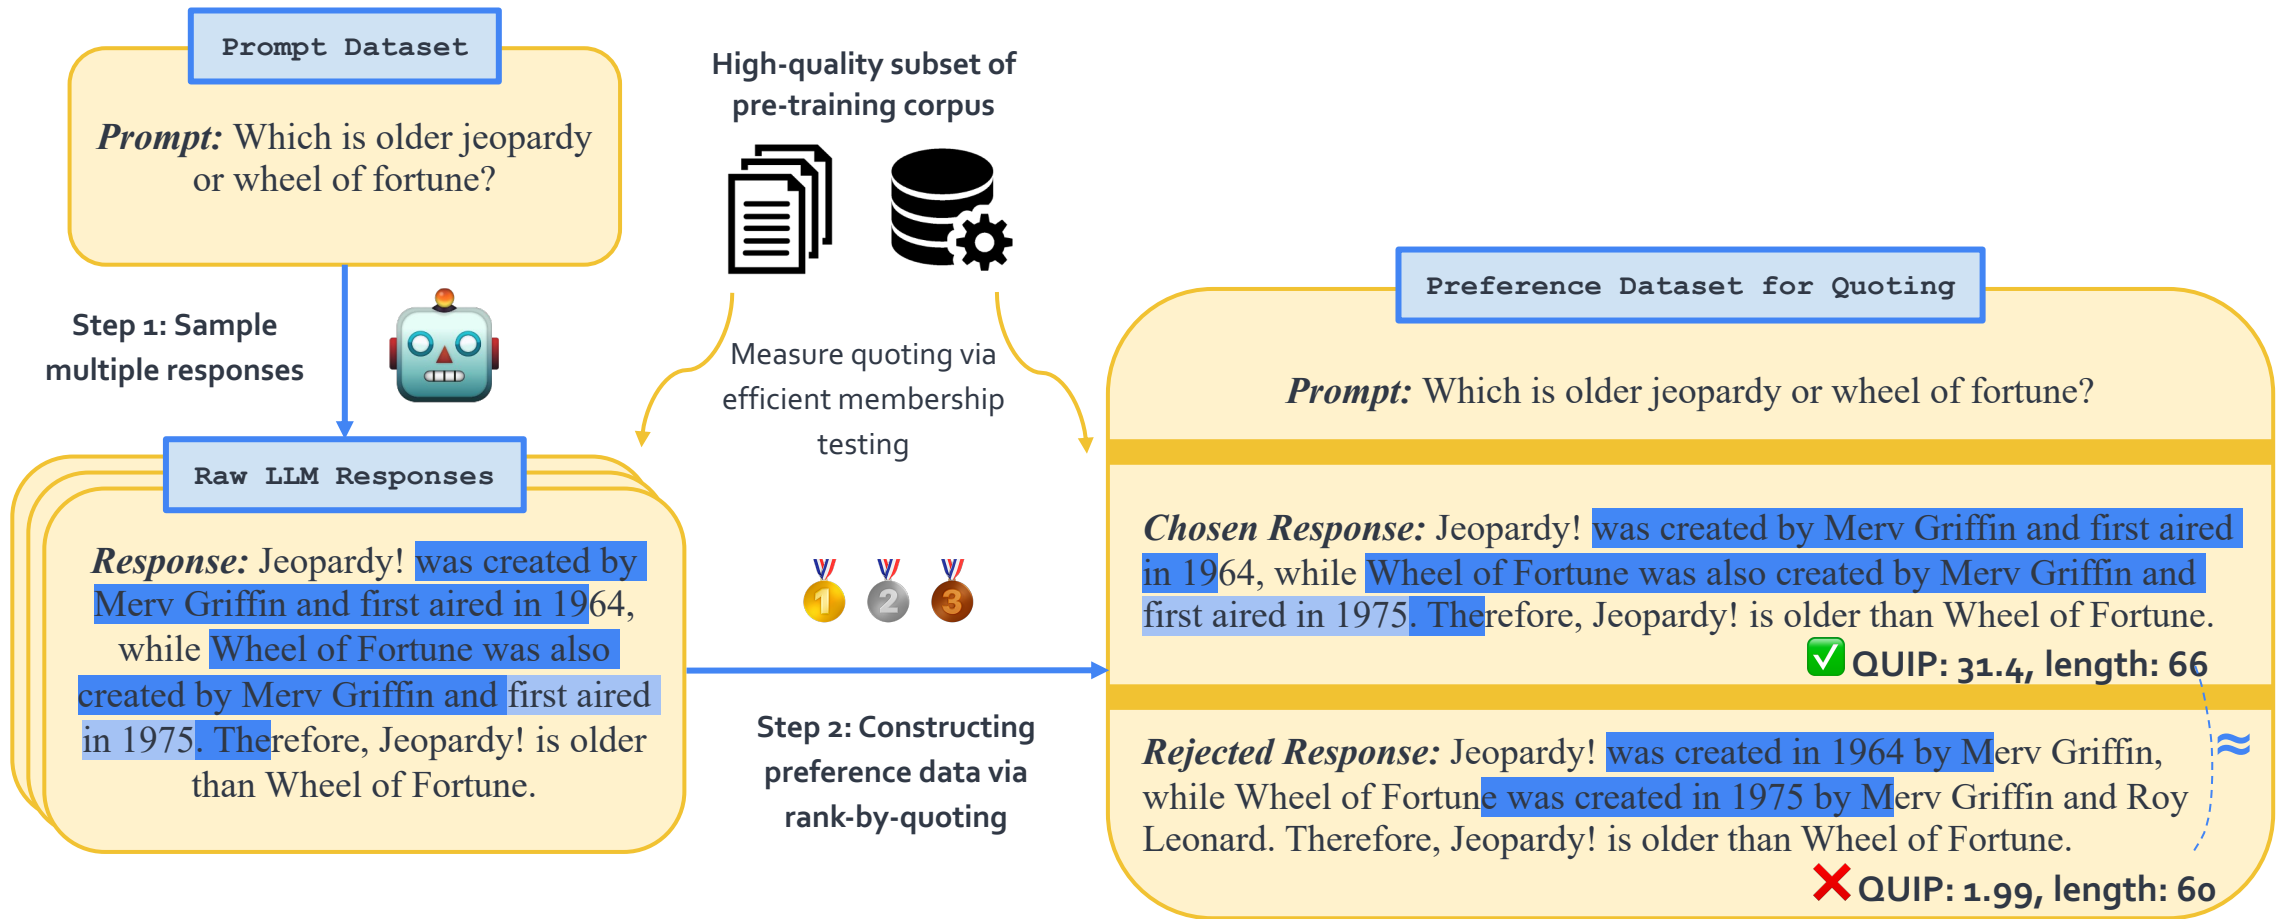 Prompt Dataset
Prompt: Which is older jeopardy
or wheel of fortune?
High-quality subset of
pre-training corpus
Step 1: Sample
multiple responses
Measure quoting via
efficient membership
testing
Raw LLM Responses
Response: Jeopardy! was created by
Merv Griffin and first aired in 1964,
while Wheel of Fortune was also
created by Merv Griffin and first aired
in 1975. Therefore, Jeopardy! is older
than Wheel of Fortune.
1 2 3
Step 2: Constructing
preference data via
rank-by-quoting
Preference Dataset for Quoting
Prompt: Which is older jeopardy or wheel of fortune?
Chosen Response: Jeopardy! was created by Merv Griffin and first aired
in 1964, while Wheel of Fortune was also created by Merv Griffin and
first aired in 1975. Therefore, Jeopardy! is older than Wheel of Fortune.
QUIP: 31.4, length: 66
≈
Rejected Response: Jeopardy! was created in 1964 by Merv Griffin,
while Wheel of Fortune was created in 1975 by Merv Griffin and Roy
Leonard. Therefore, Jeopardy! is older than Wheel of Fortune.
QUIP: 1.99, length: 60